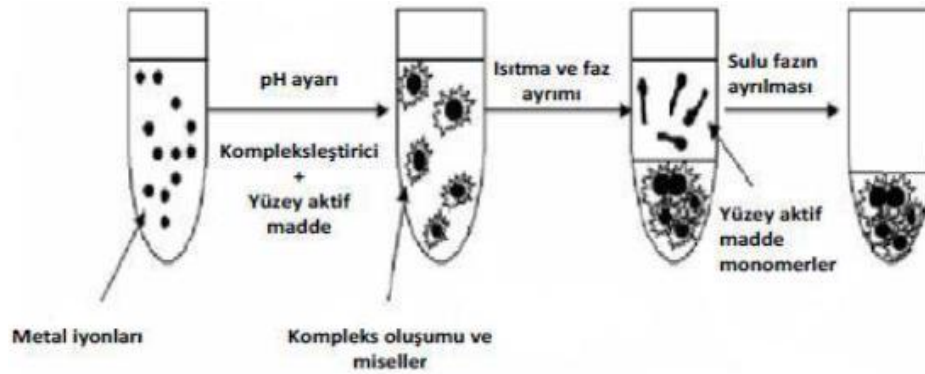 pH ayarı
Kompleksleştirici
+
Yüzey aktif
madde
Isıtma ve faz
ayrımı
Sulu fazın
ayrılması
Yüzey aktif
madde
monomerler
Metal iyonları
Kompleks oluşumu ve
miseller